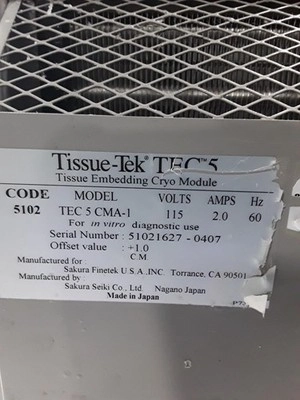 Tissue-Tek® TEC™ 5
Tissue Embedding Cryo Module
CODE MODEL VOLTS AMPS Hz
5102 TEC 5 CMA-1 115 2.0 60
For in vitro diagnostic use
Serial Number : 51021627 - 0407
Offset value : +1.0
C.M
Manufactured for
Sakura Finetek U.S.A.,INC Torrance, CA 90501
Manufactured by
Sakura Seiki Co., Ltd. Nagano Japan
Made in Japan